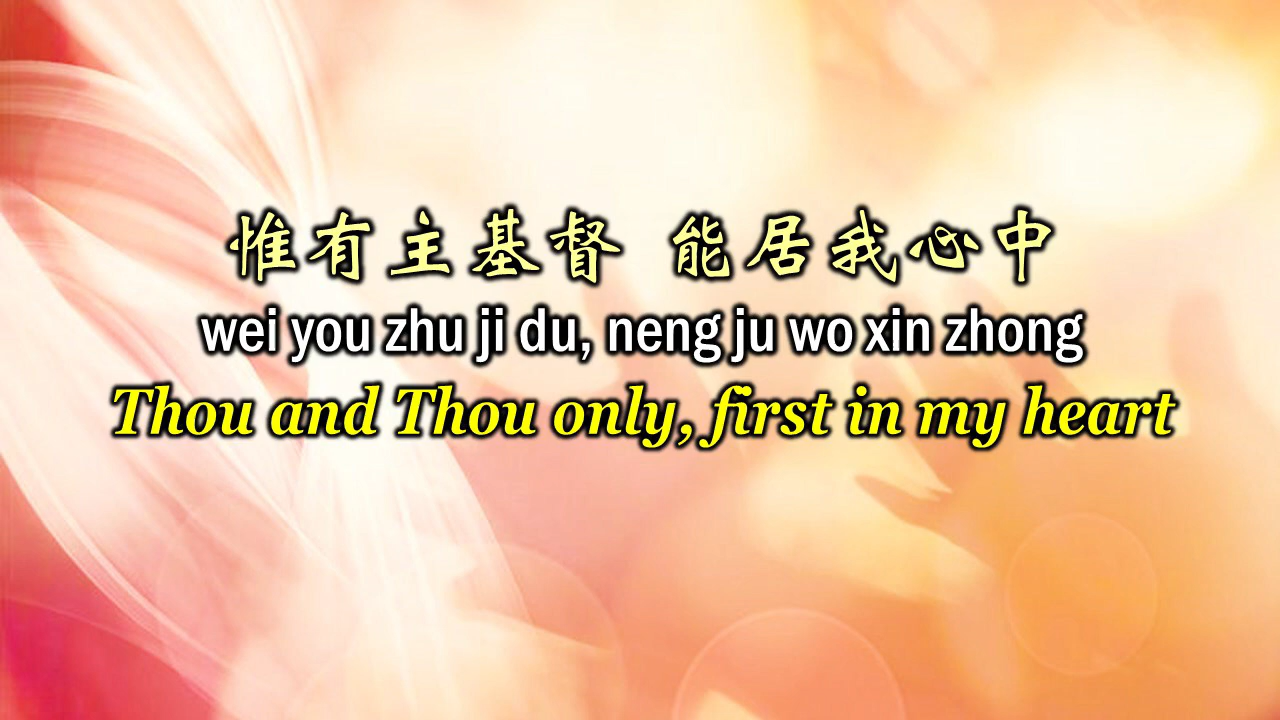 惟有主基督 能居我心中
wei you zhu ji du, neng ju wo xin zhong
Thou and Thou only, first in my heart